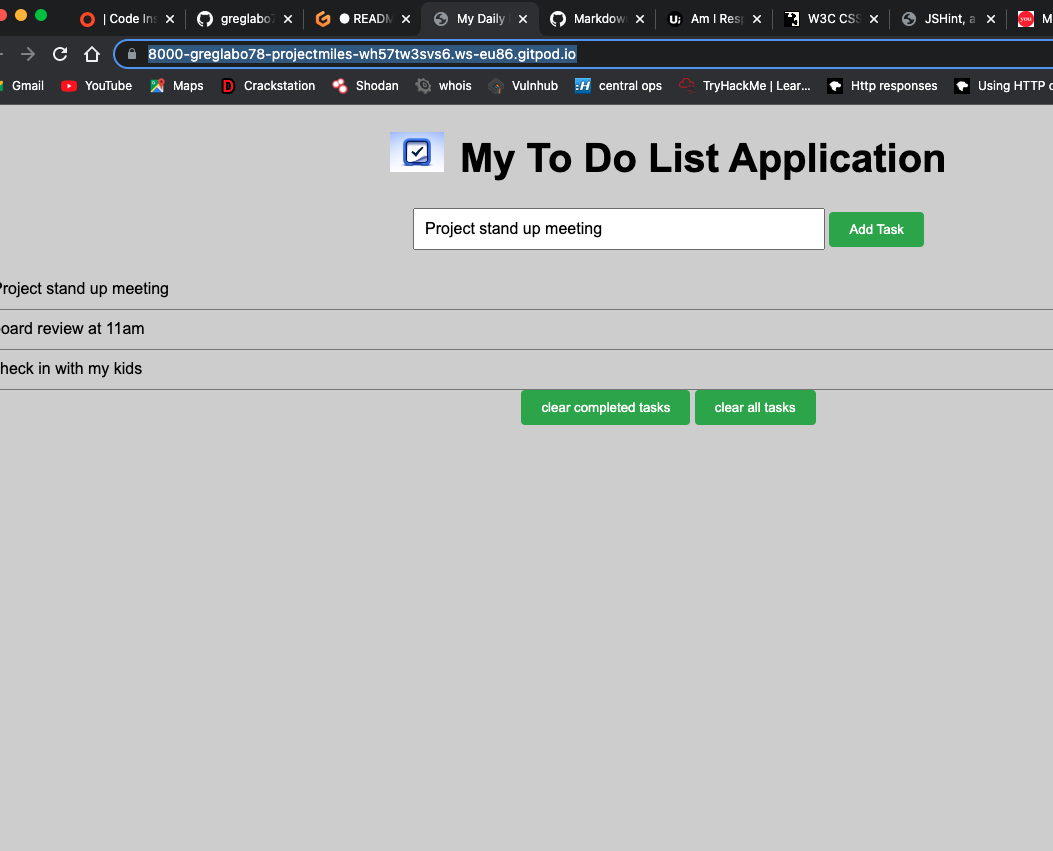 | Code Ins
greglabo7
README
My Daily
Markdow
Am I Resp
W3C CSS
JSHint, a
you
M
8000-greglabo78-projectmiles-wh57tw3svs6.ws-eu86.gitpod.io
Gmail
YouTube
Maps
Crackstation
Shodan
whois
Vulnhub
central ops
TryHackMe | Lear...
Http responses
Using HTTP c
My To Do List Application
Project stand up meeting
Add Task
Project stand up meeting
oard review at 11am
heck in with my kids
clear completed tasks
clear all tasks